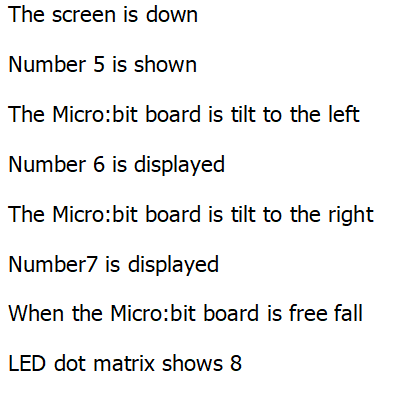 The screen is down
Number 5 is shown
The Micro:bit board is tilt to the left
Number 6 is displayed
The Micro:bit board is tilt to the right
Number7 is displayed
When the Micro:bit board is free fall
LED dot matrix shows 8